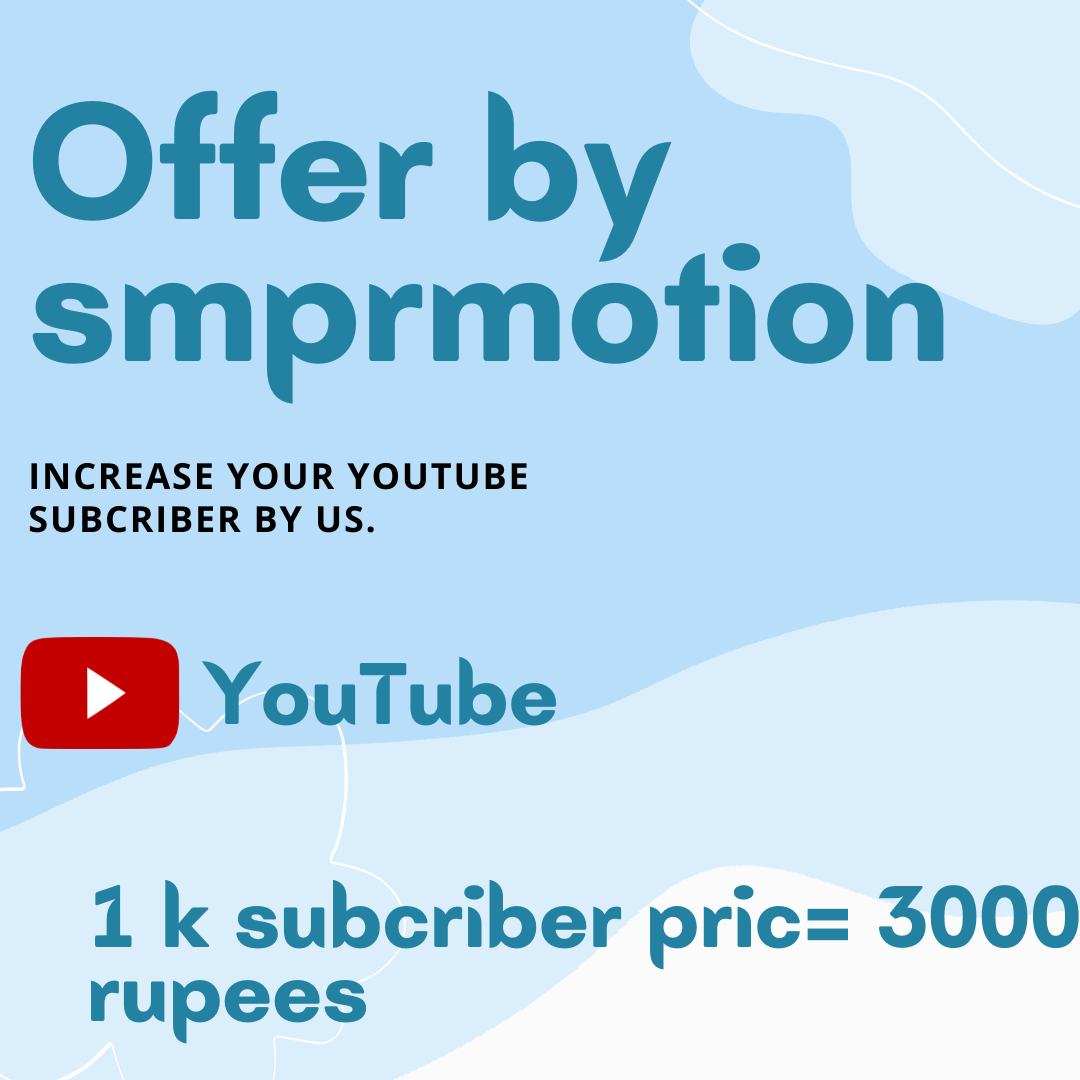 Offer by
smprmotion
INCREASE YOUR YOUTUBE
SUBCRIBER BY US.
YouTube
1 k subcriber pric= 3000
rupees